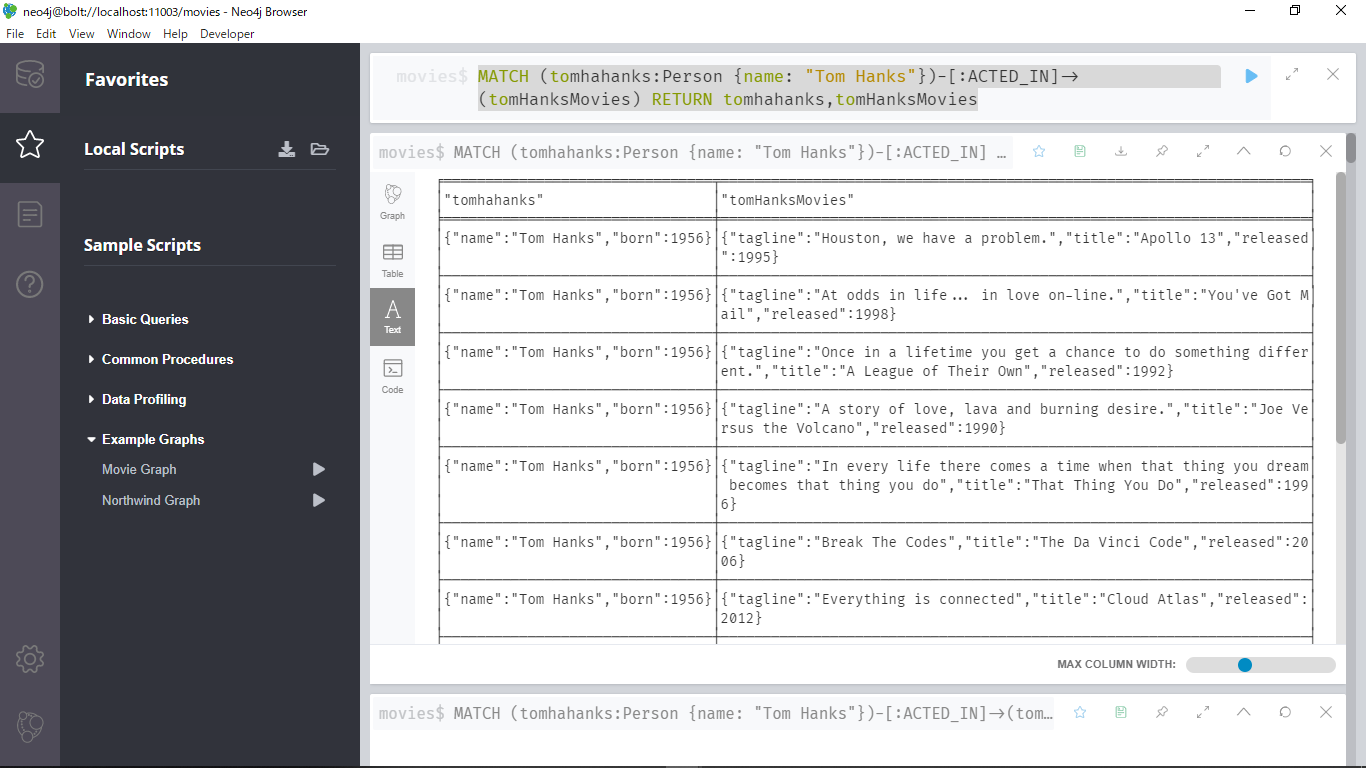 neo4j@bolt://localhost:11003/movies - Neo4j Browser
File Edit View Window Help Developer
Favorites
Local Scripts
Sample Scripts
Basic Queries
Common Procedures
Data Profiling
Example Graphs
Movie Graph
Northwind Graph
movies$ MATCH (tomhahanks:Person {name: "Tom Hanks"})-[:ACTED_IN]→
(tomHanksMovies) RETURN tomhahanks,tomHanksMovies
movies$ MATCH (tomhahanks:Person {name: "Tom Hanks"})-[:ACTED_IN] …
Graph
Table
Text
Code
"tomhahanks" "tomHanksMovies"
{"name":"Tom Hanks","born":1956} {"tagline":"Houston, we have a problem.","title":"Apollo 13","released
":1995}
{"name":"Tom Hanks","born":1956} {"tagline":"At odds in life... in love on-line.","title":"You've Got M
ail","released":1998}
{"name":"Tom Hanks","born":1956} {"tagline":"Once in a lifetime you get a chance to do something differ
ent.","title":"A League of Their Own","released":1992}
{"name":"Tom Hanks","born":1956} {"tagline":"A story of love, lava and burning desire.","title":"Joe Ve
rsus the Volcano","released":1990}
{"name":"Tom Hanks","born":1956} {"tagline":"In every life there comes a time when that thing you dream
becomes that thing you do","title":"That Thing You Do","released":199
6}
{"name":"Tom Hanks","born":1956} {"tagline":"Break The Codes","title":"The Da Vinci Code","released":20
06}
{"name":"Tom Hanks","born":1956} {"tagline":"Everything is connected","title":"Cloud Atlas","released":
2012}
MAX COLUMN WIDTH:
movies$ MATCH (tomhahanks:Person {name: "Tom Hanks"})-[:ACTED_IN]→(tom…